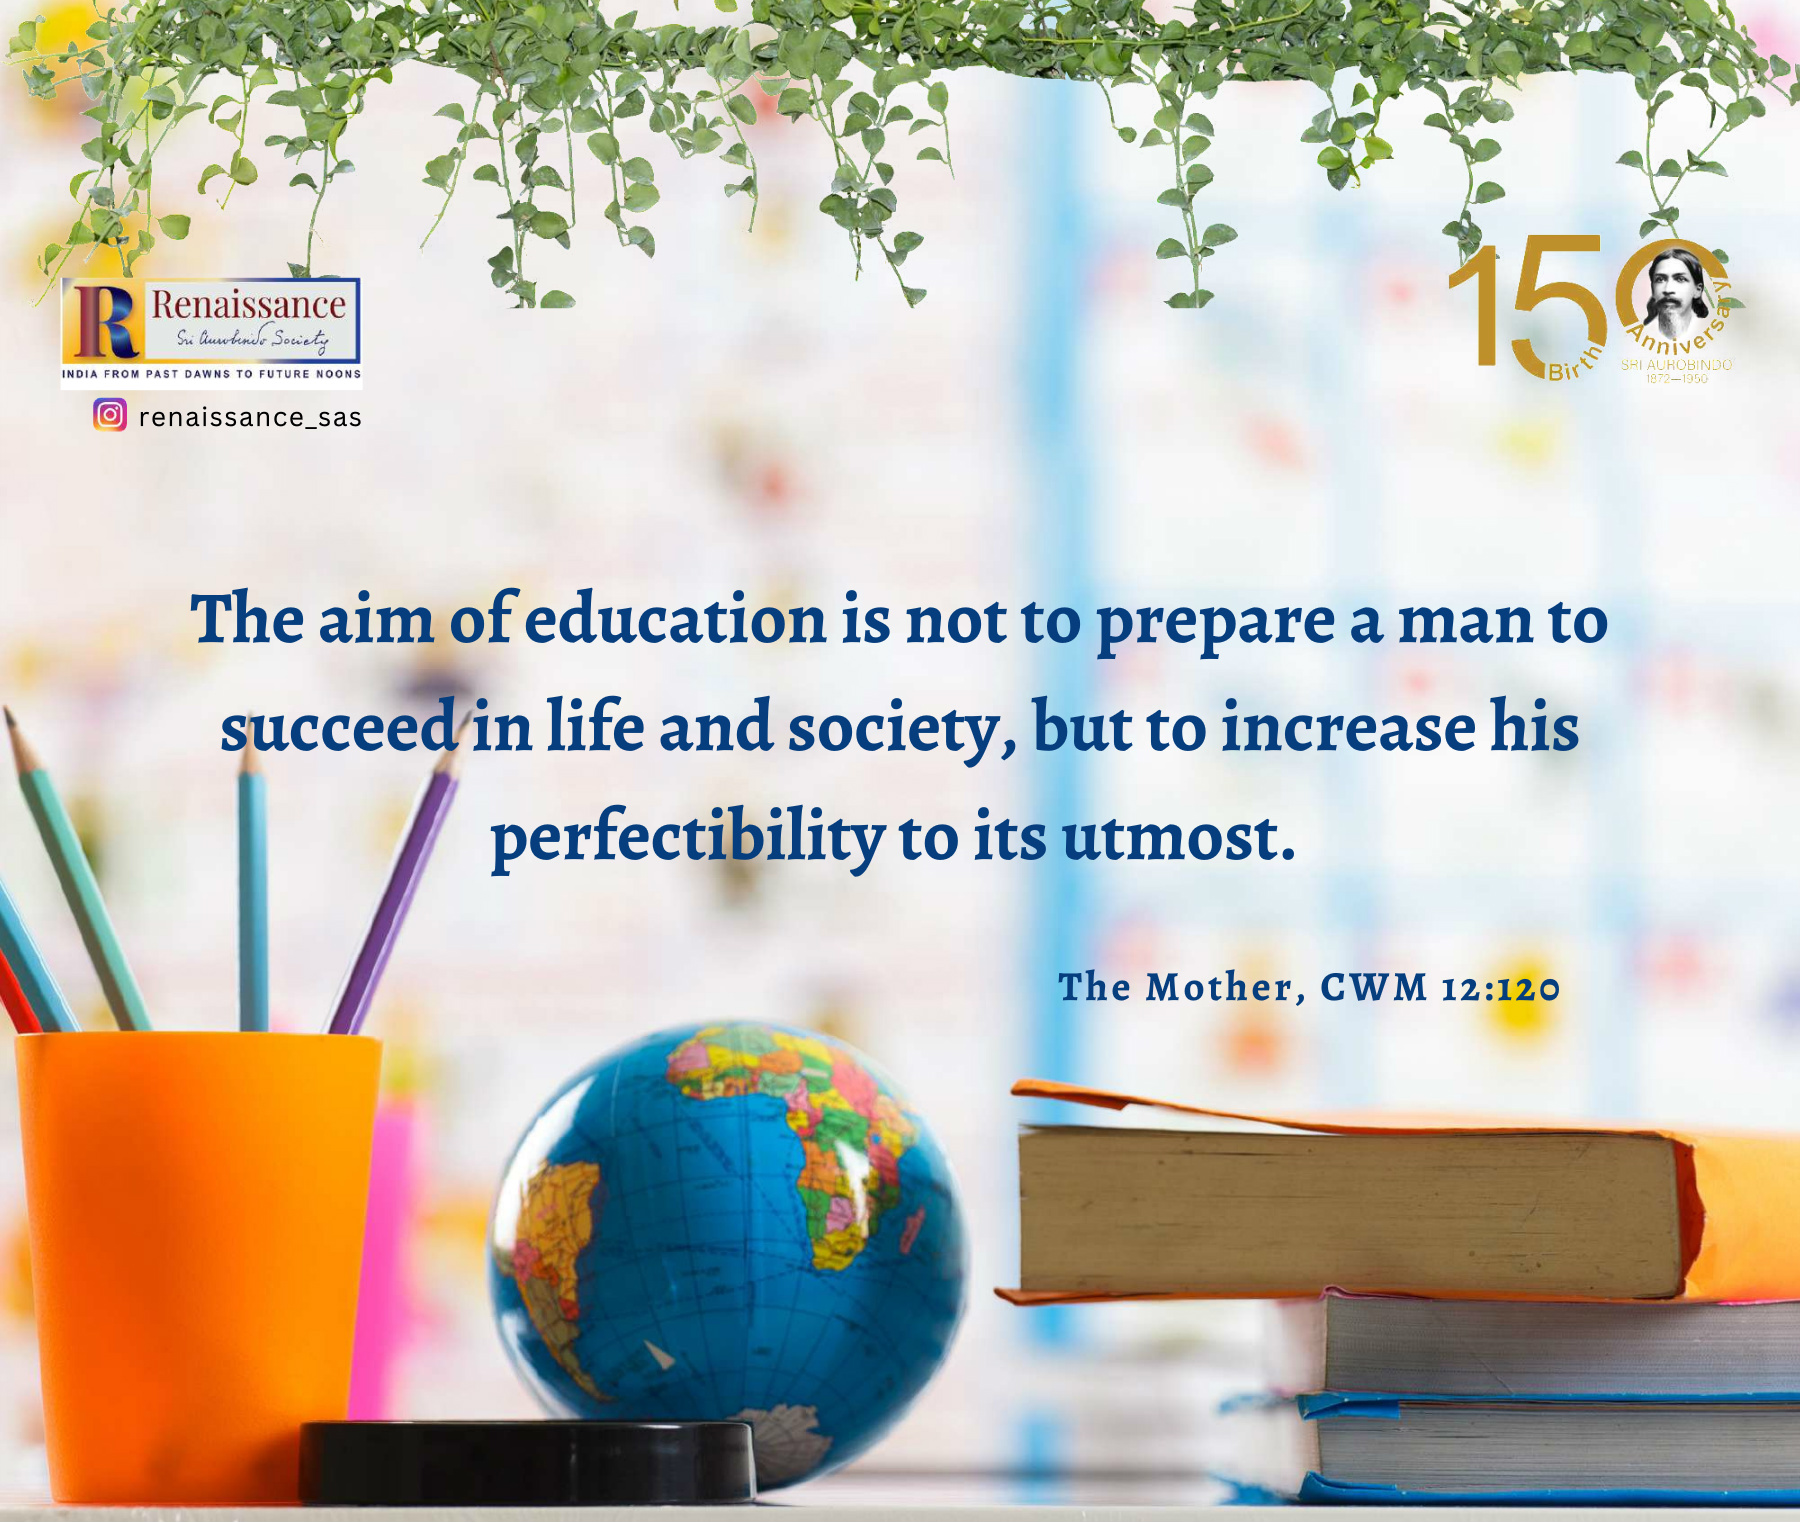 R Renaissance
Sri Aurobindo Society
INDIA FROM PAST DAWNS TO FUTURE NOONS
renaissance_sas
150
Birth Anniversary
SRI AUROBINDO
1872—1950
The aim of education is not to prepare a man to
succeed in life and society, but to increase his
perfectibility to its utmost.
The Mother, CWM 12:120